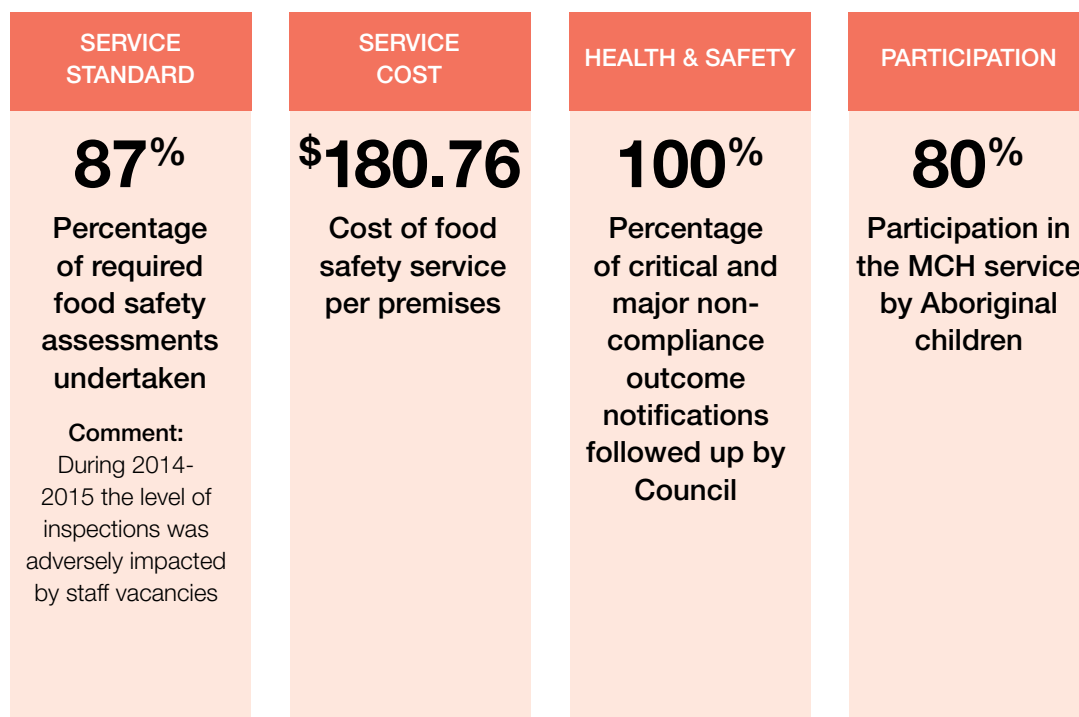 SERVICE
STANDARD
87%
Percentage
of required
food safety
assessments
undertaken
Comment:
During 2014-
2015 the level of
inspections was
adversely impacted
by staff vacancies
SERVICE
COST
$180.76
Cost of food
safety service
per premises
HEALTH & SAFETY
100%
Percentage
of critical and
major non-
compliance
outcome
notifications
followed up by
Council
PARTICIPATION
80%
Participation in
the MCH service
by Aboriginal
children